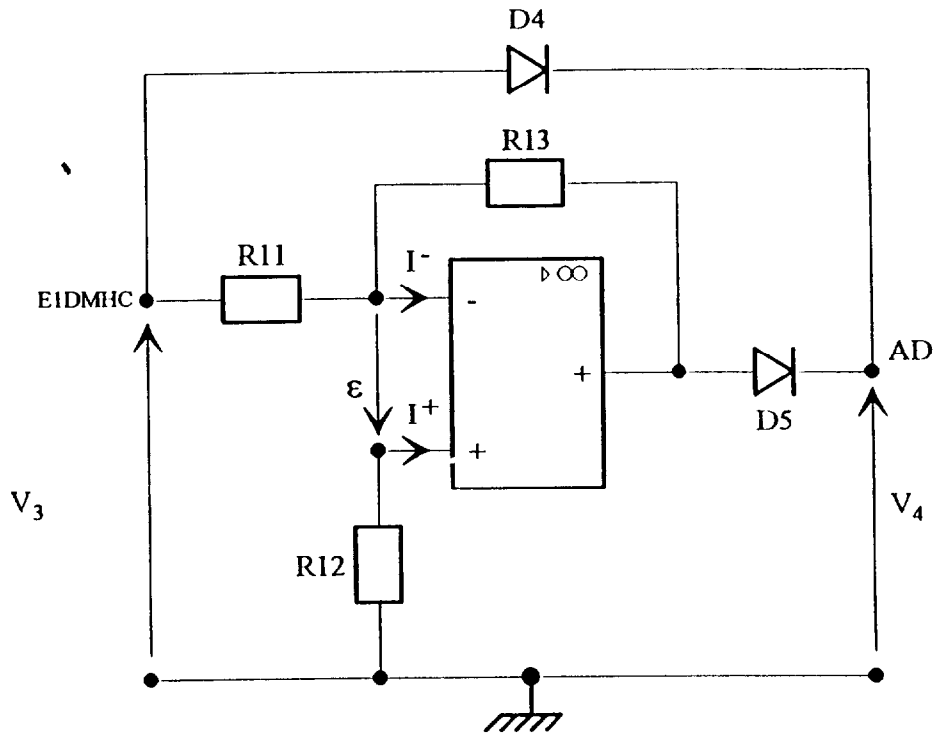 D4
R13
R11
I-
▷∞
E1DMHC
-
AD
+
ε
I+
D5
+
V3
V4
R12